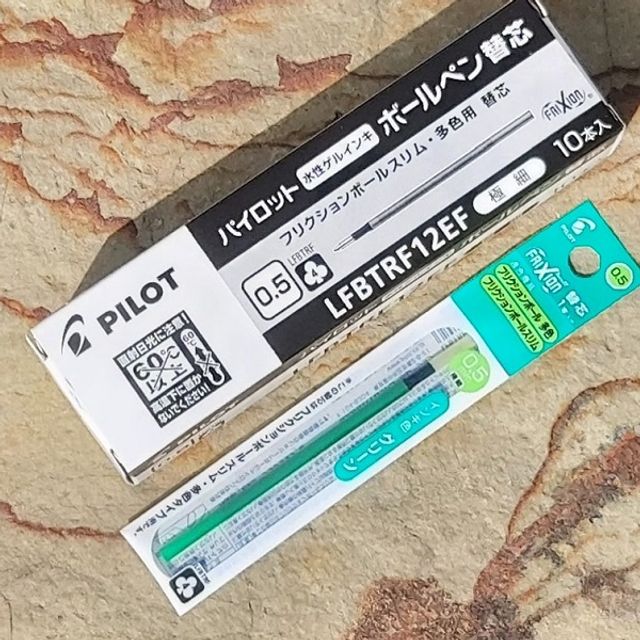 パイロット 水性ゲルインキ ボールペン替芯
フリクションボールスリム・多色用 替芯
FRIXION
10本入
LFBTRF
0.5
LFBTRF12EF 極細
PILOT
直射日光に注意!
60℃
高温下に置か
ないでください!
PILOT
FRIXION 替芯
0.5
フリクションボール 多色
フリクションボールスリム
0.5
インキ色 グリーン